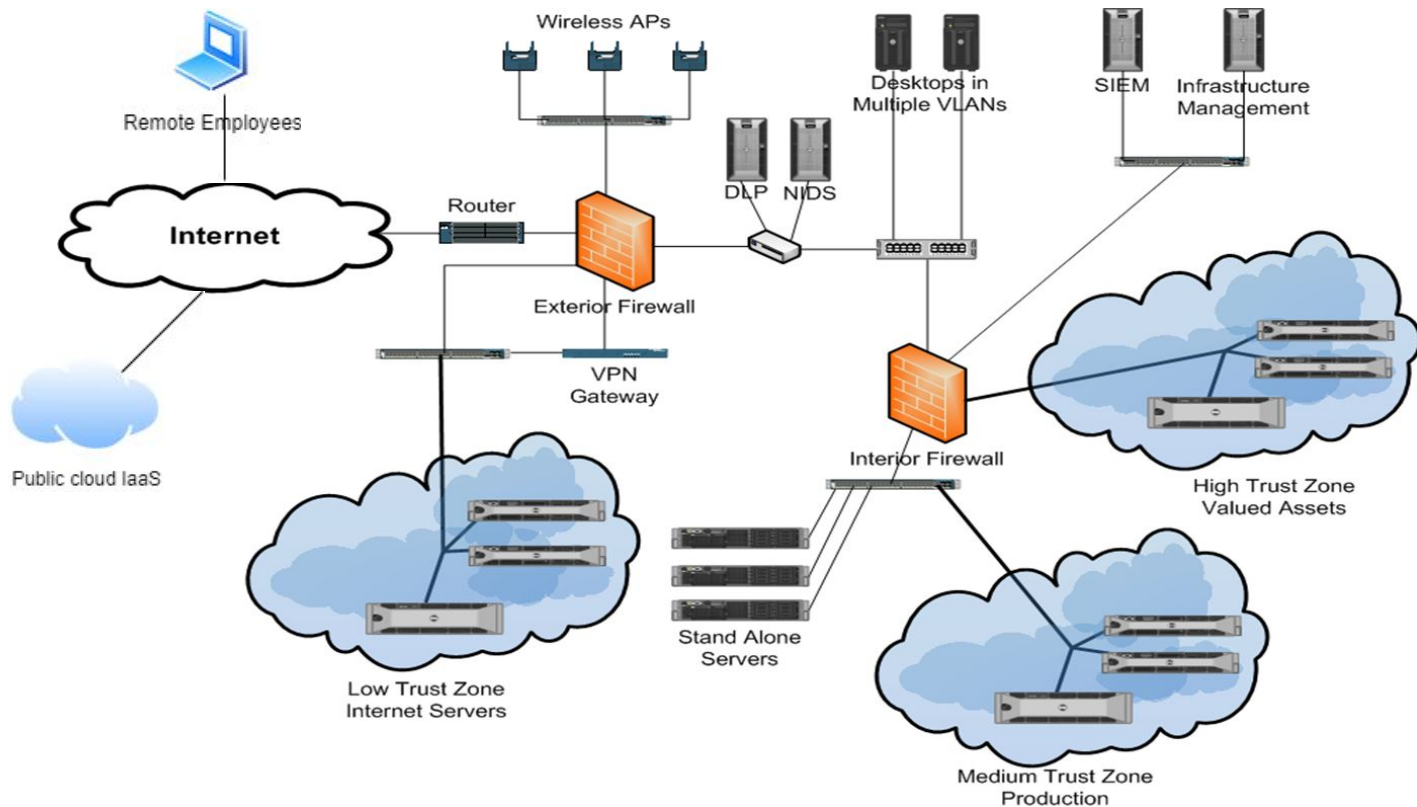 Wireless APs
Remote Employees
Desktops in
Multiple VLANs
SIEM
Infrastructure
Management
DLP
NIDS
Router
Internet
Exterior Firewall
VPN
Gateway
Public cloud IaaS
Interior Firewall
High Trust Zone
Valued Assets
Stand Alone
Servers
Low Trust Zone
Internet Servers
Medium Trust Zone
Production